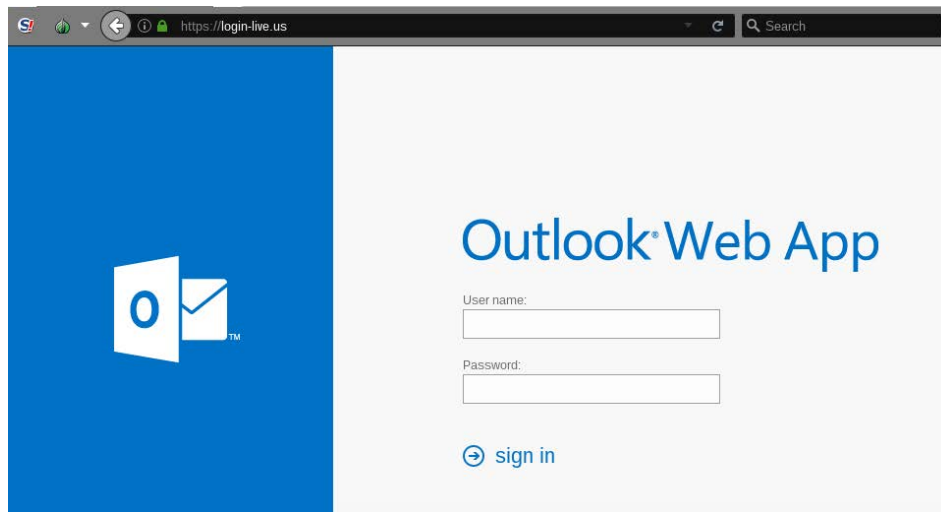 S!
https://login-live.us
Search
Outlook® Web App
User name:
Password:
O
TM
sign in